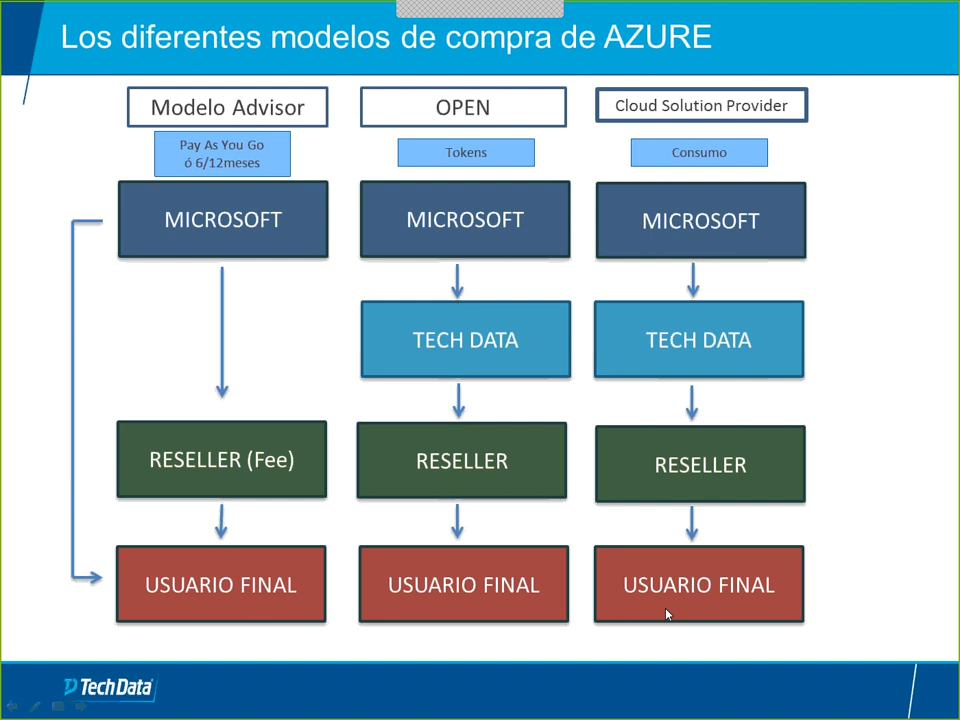 Los diferentes modelos de compra de AZURE
Modelo Advisor
OPEN
Cloud Solution Provider
Pay As You Go
ó 6/12meses
Tokens
Consumo
MICROSOFT
MICROSOFT
MICROSOFT
TECH DATA
TECH DATA
RESELLER (Fee)
RESELLER
RESELLER
USUARIO FINAL
USUARIO FINAL
USUARIO FINAL
Tech Data